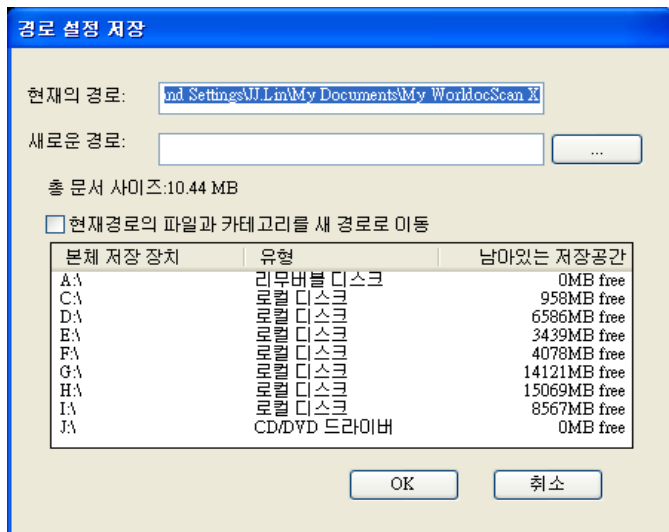 경로 설정 저장
현재의 경로: nd Settings\JJ.Lin\My Documents\My WorldocScan X
새로운 경로: ...
총 문서 사이즈:10.44 MB
현재경로의 파일과 카테고리를 새 경로로 이동
본체 저장 장치 유형 남아있는 저장공간
A:\ 리무버블 디스크 0MB free
C:\ 로컬 디스크 958MB free
D:\ 로컬 디스크 6586MB free
E:\ 로컬 디스크 3439MB free
F:\ 로컬 디스크 4078MB free
G:\ 로컬 디스크 14121MB free
H:\ 로컬 디스크 15069MB free
I:\ 로컬 디스크 8567MB free
J:\ CD/DVD 드라이버 0MB free
OK 취소